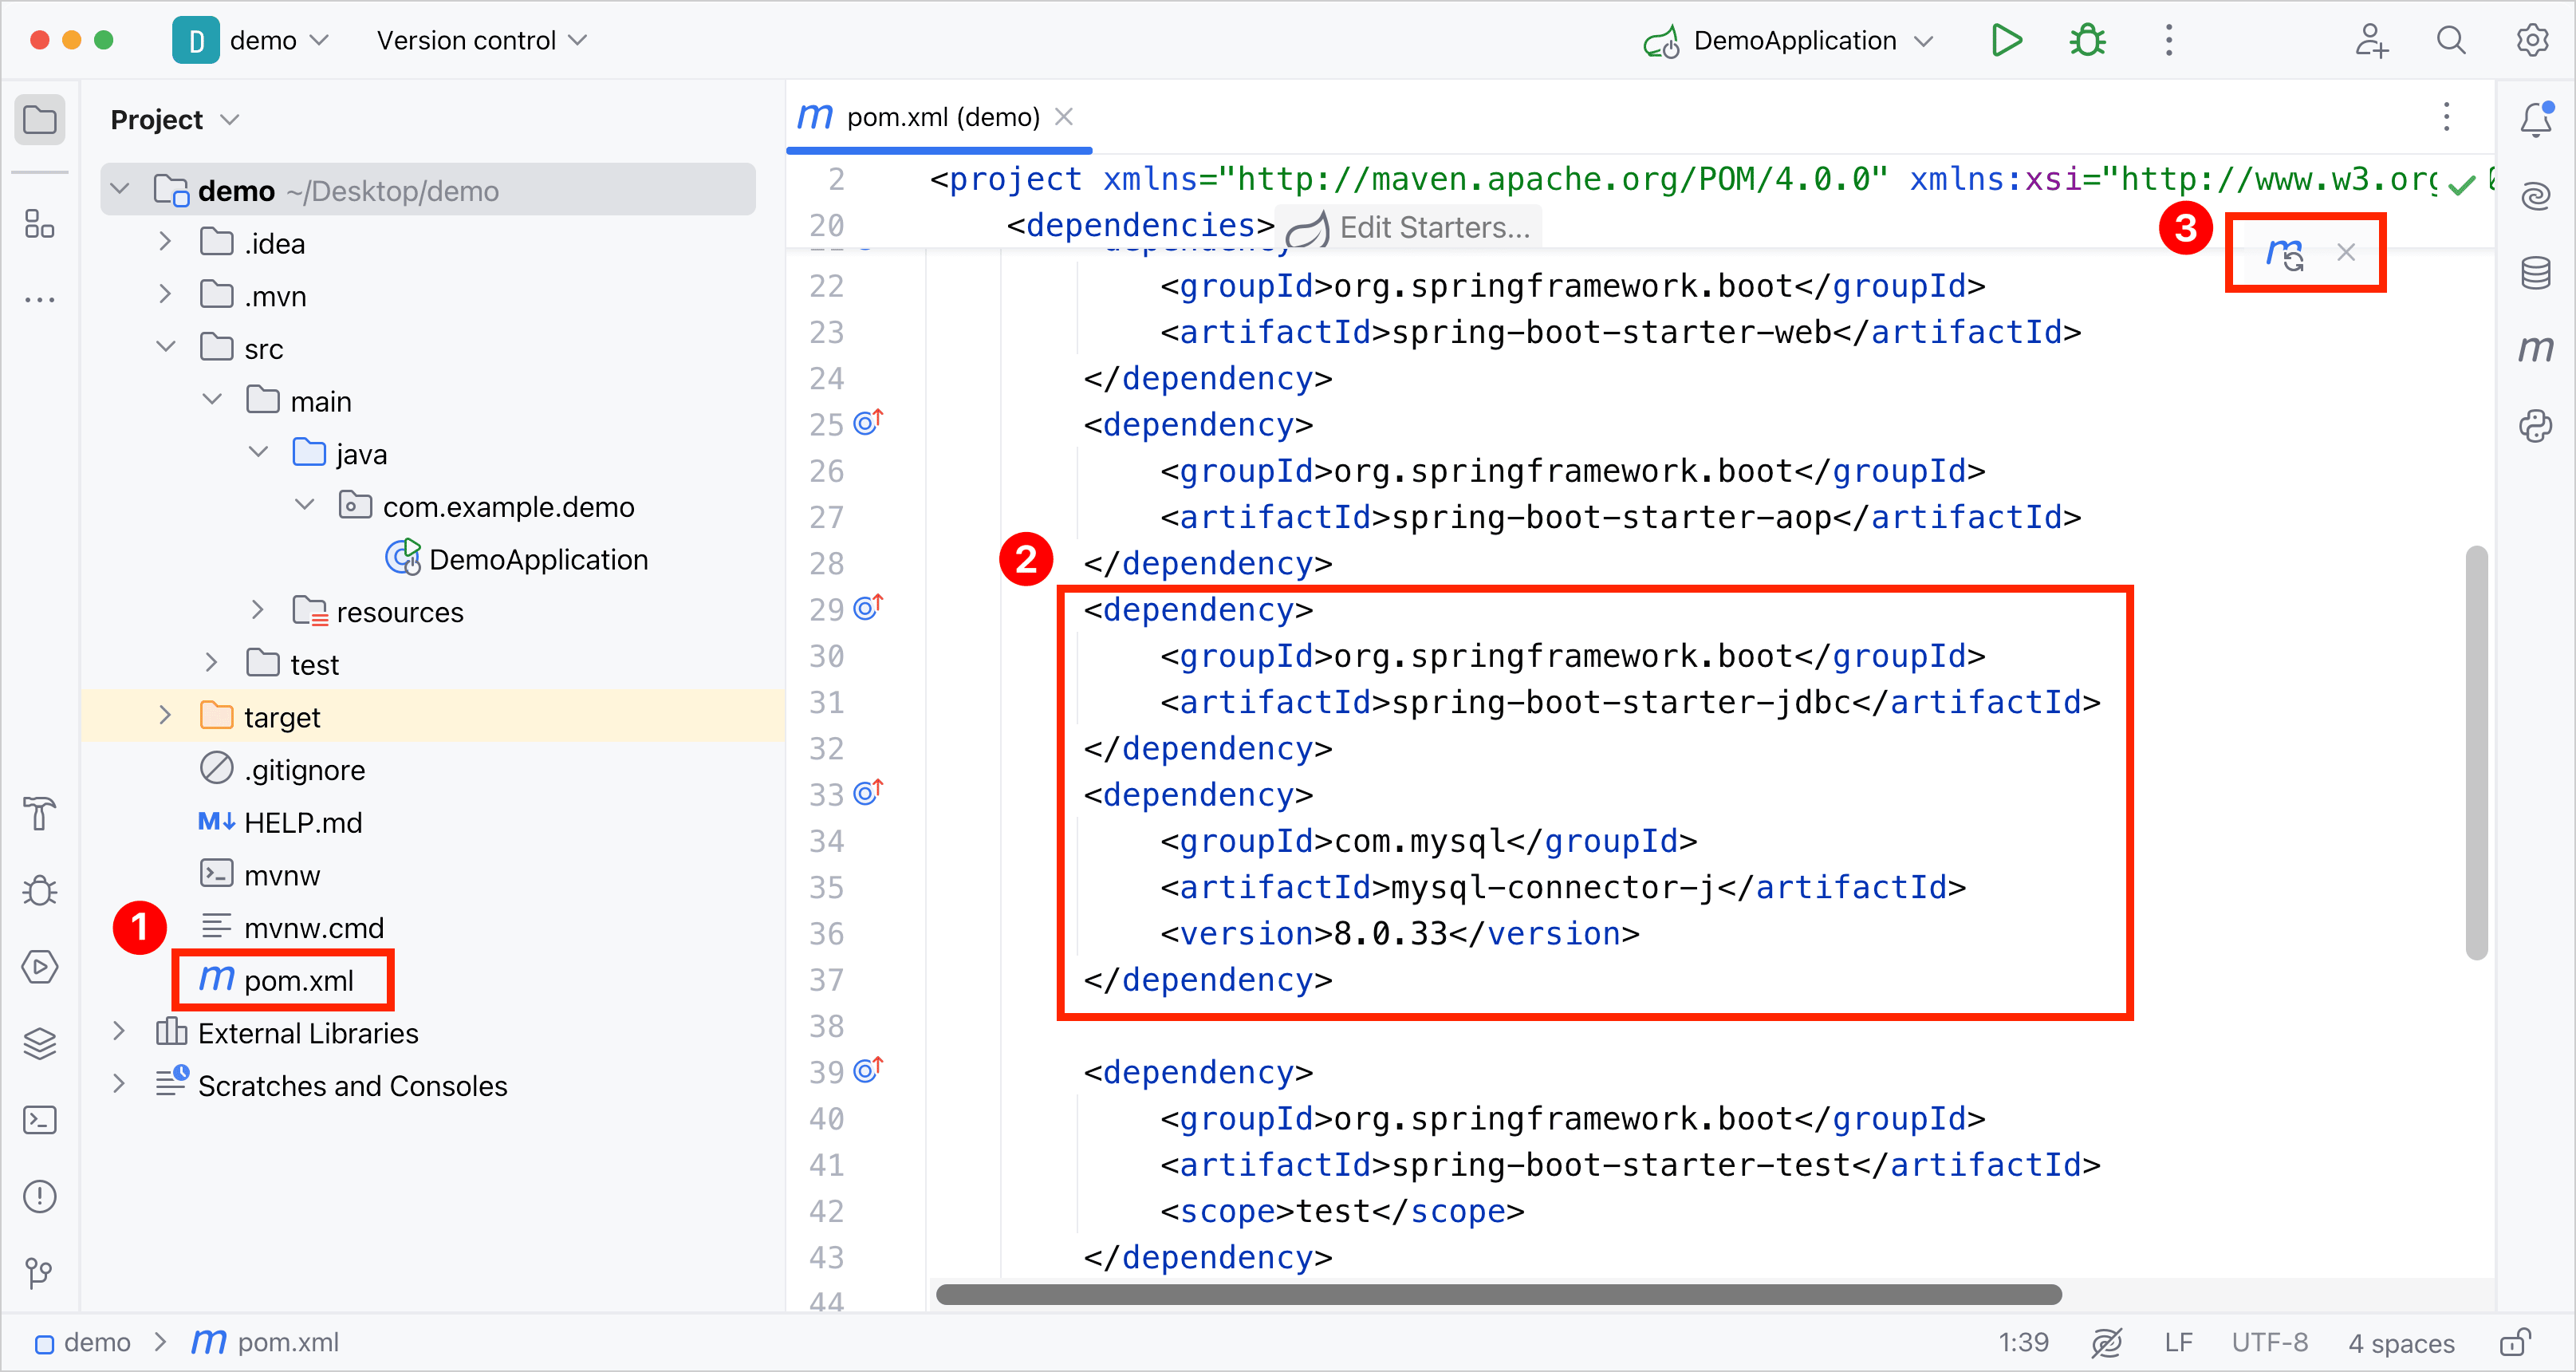 D demo Version control DemoApplication
Project
pom.xml (demo)
demo ~/Desktop/demo
.idea
.mvn
src
main
java
com.example.demo
DemoApplication
resources
test
target
.gitignore
M↓ HELP.md
mvnw
1 mvnw.cmd
m pom.xml
External Libraries
Scratches and Consoles
2 <project xmlns="http://maven.apache.org/POM/4.0.0" xmlns:xsi="http://www.w3.org
20 <dependencies> Edit Starters...
3
22 <groupId>org.springframework.boot</groupId>
23 <artifactId>spring-boot-starter-web</artifactId>
24 </dependency>
25 <dependency>
26 <groupId>org.springframework.boot</groupId>
27 <artifactId>spring-boot-starter-aop</artifactId>
28 </dependency>
2
29 <dependency>
30 <groupId>org.springframework.boot</groupId>
31 <artifactId>spring-boot-starter-jdbc</artifactId>
32 </dependency>
33 <dependency>
34 <groupId>com.mysql</groupId>
35 <artifactId>mysql-connector-j</artifactId>
36 <version>8.0.33</version>
37 </dependency>
38
39 <dependency>
40 <groupId>org.springframework.boot</groupId>
41 <artifactId>spring-boot-starter-test</artifactId>
42 <scope>test</scope>
43 </dependency>
44
demo > m pom.xml 1:39 LF UTF-8 4 spaces